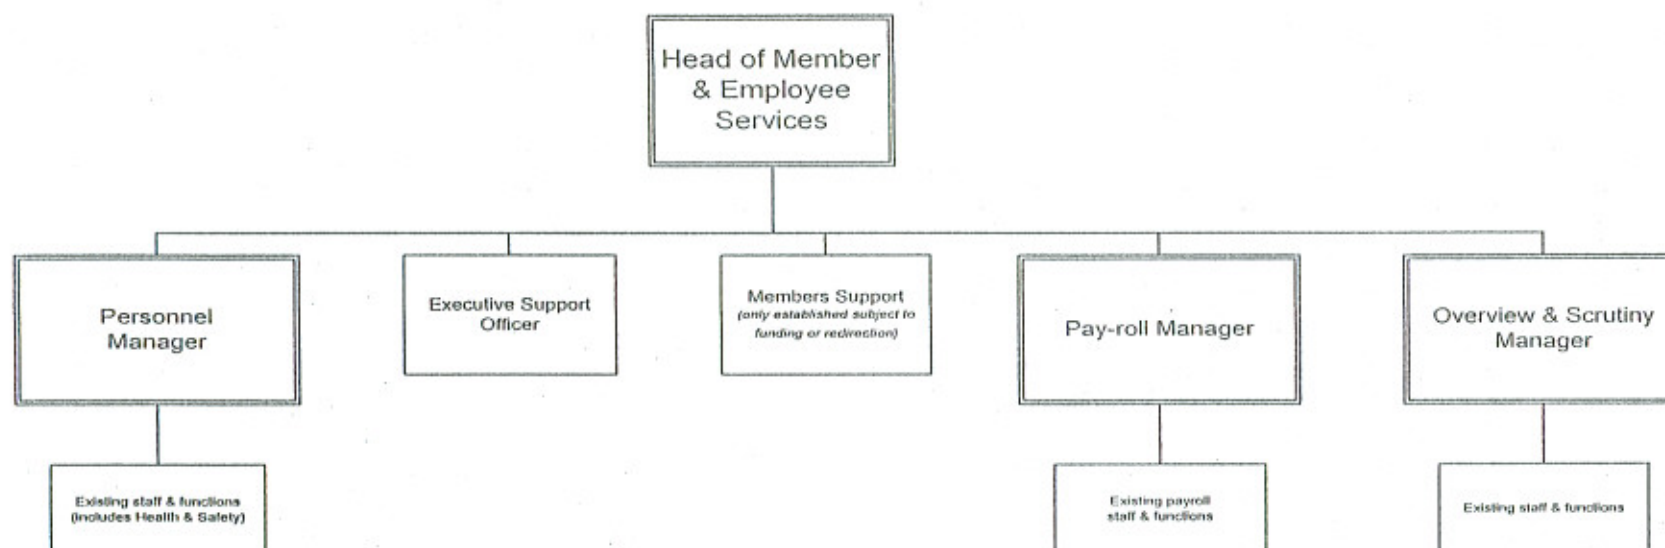 Head of Member
& Employee
Services
Personnel
Manager
Executive Support
Officer
Members Support
(only established subject to
funding or redirection)
Pay-roll Manager
Overview & Scrutiny
Manager
Existing staff & functions
(includes Health & Safety)
Existing payroll
staff & functions
Existing staff & functions